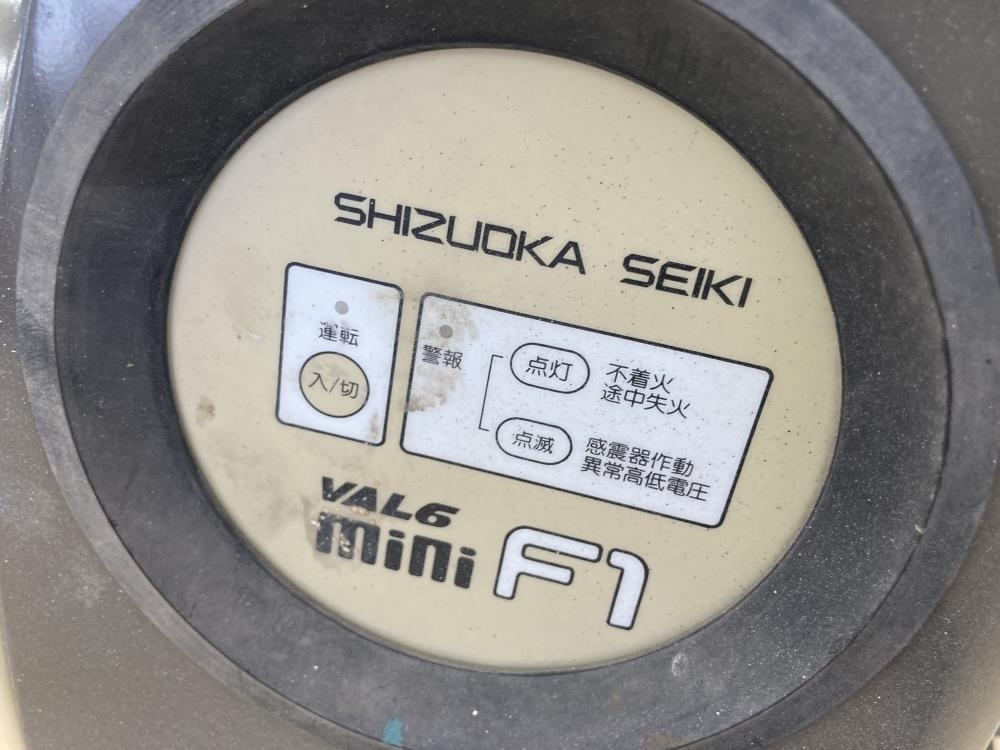 SHIZUOKA SEIKI
運転
入/切
警報
点灯
不着火
途中失火
点滅
感震器作動
異常高低電圧
VAL6
mini F1